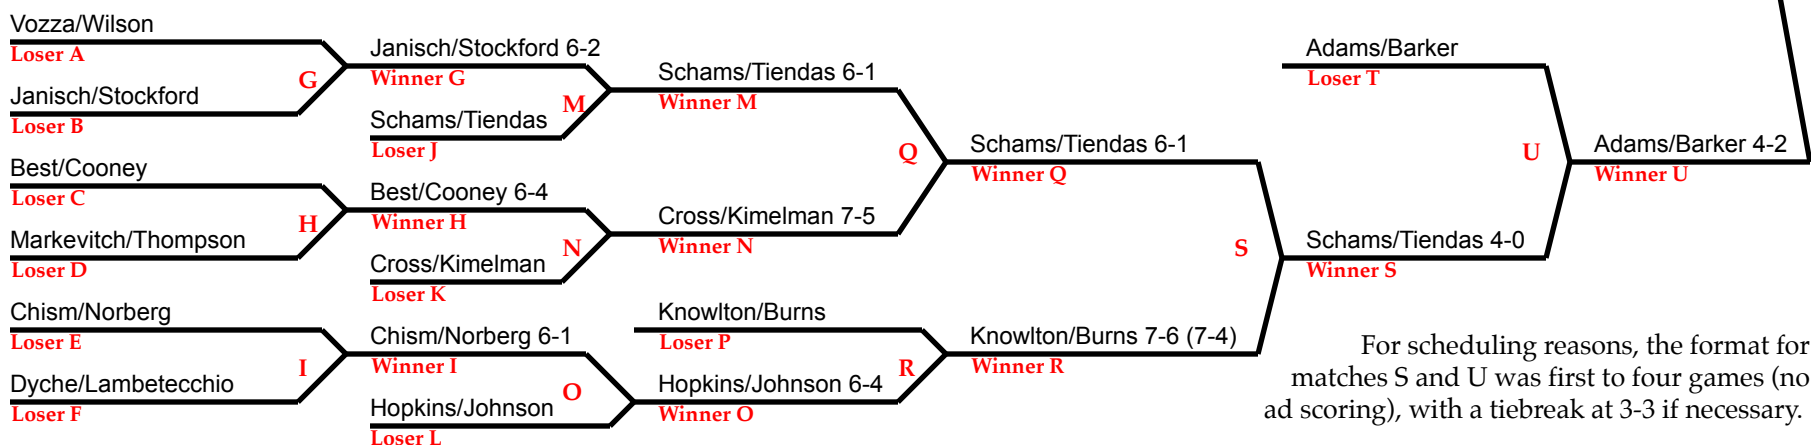 Vozza/Wilson
Loser A
G
Janisch/Stockford
Loser B
Best/Cooney
Loser C
H
Markevitch/Thompson
Loser D
Chism/Norberg
Loser E
I
Dyche/Lambetecchio
Loser F
Janisch/Stockford 6-2
Winner G
M
Schams/Tiendas
Loser J
Best/Cooney 6-4
Winner H
N
Cross/Kimelman
Loser K
Chism/Norberg 6-1
Winner I
O
Hopkins/Johnson
Loser L
Schams/Tiendas 6-1
Winner M
Q
Cross/Kimelman 7-5
Winner N
Knowlton/Burns
Loser P
R
Hopkins/Johnson 6-4
Winner O
Schams/Tiendas 6-1
Winner Q
S
Knowlton/Burns 7-6 (7-4)
Winner R
Adams/Barker
Loser T
U
Schams/Tiendas 4-0
Winner S
Adams/Barker 4-2
Winner U
For scheduling reasons, the format for
matches S and U was first to four games (no
ad scoring), with a tiebreak at 3-3 if necessary.